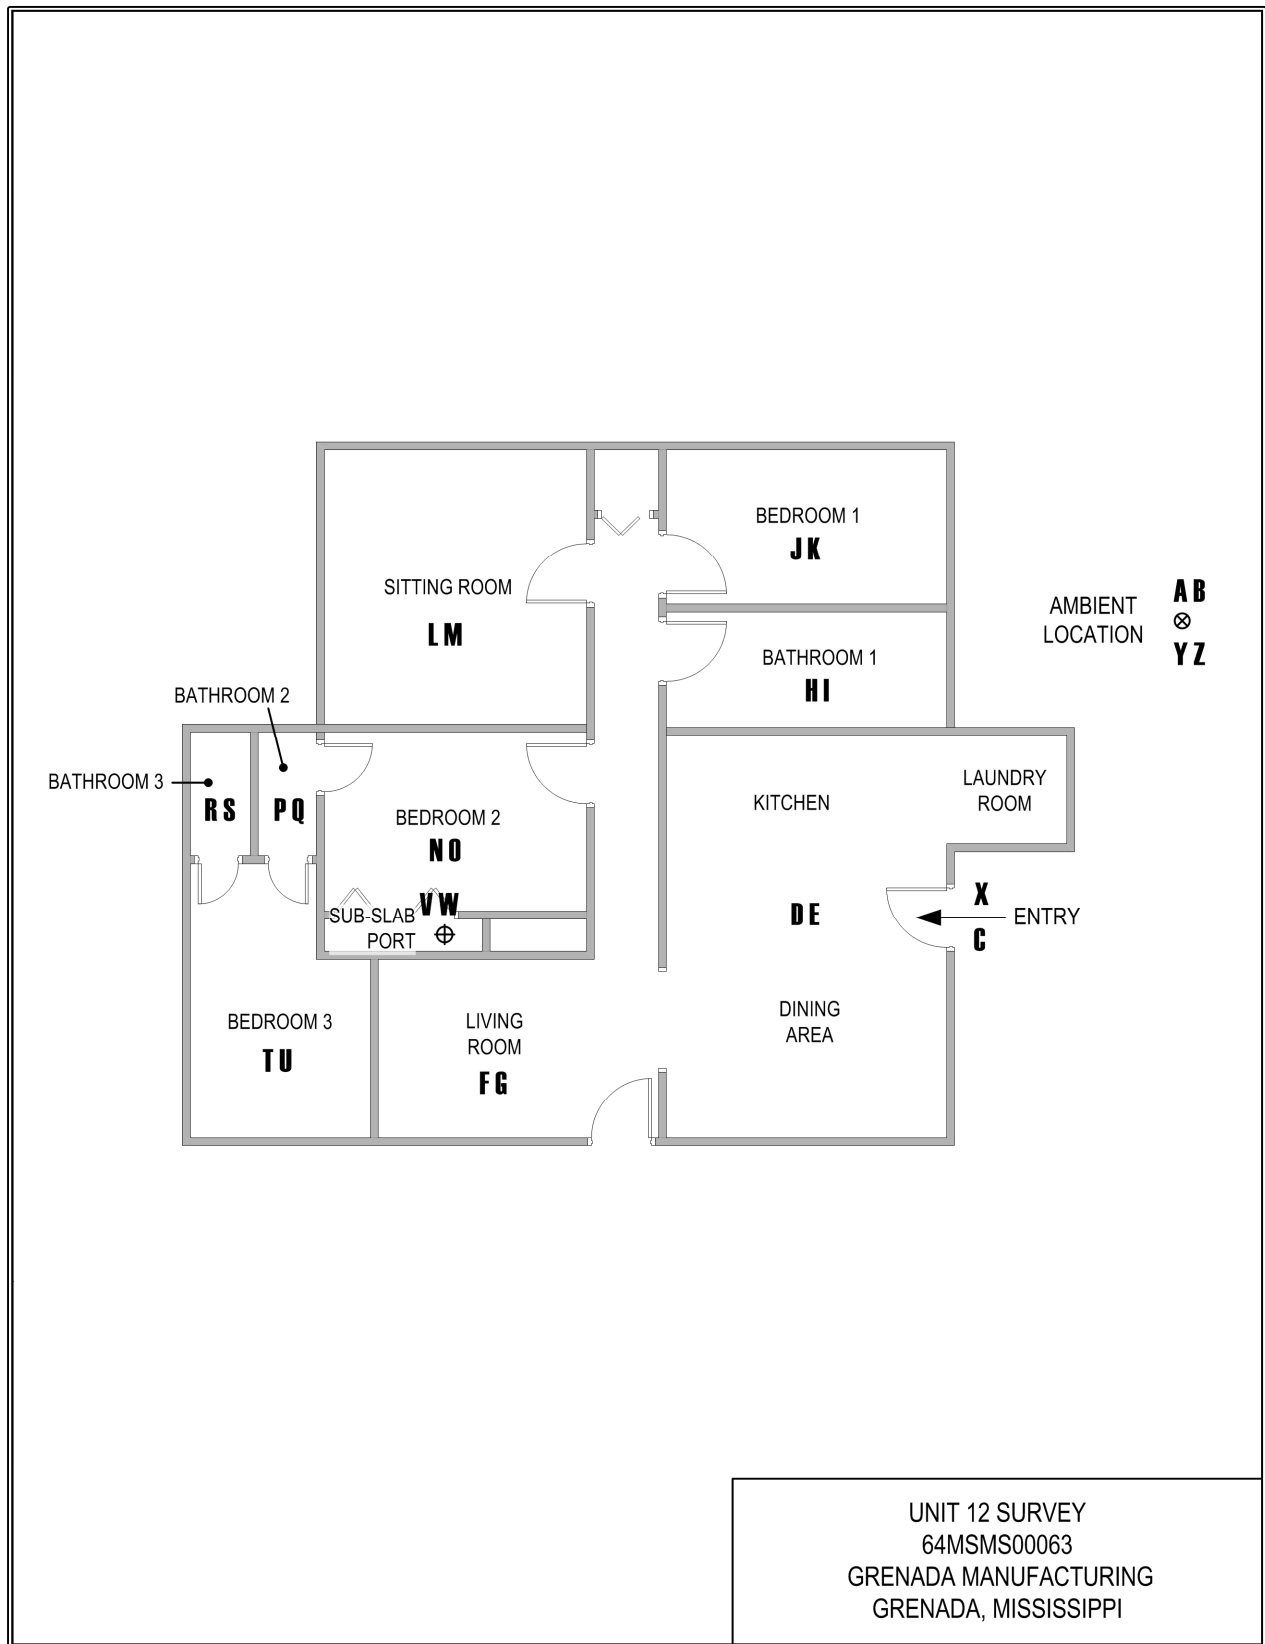 BEDROOM 1
JK
SITTING ROOM
LM
AMBIENT
LOCATION
AB
YZ
BATHROOM 1
HI
BATHROOM 2
BATHROOM 3
RS
PQ
BEDROOM 2
NO
KITCHEN
LAUNDRY
ROOM
SUB-SLAB
PORT
VW
DE
X
ENTRY
C
BEDROOM 3
TU
LIVING
ROOM
FG
DINING
AREA
UNIT 12 SURVEY
64MSMS00063
GRENADA MANUFACTURING
GRENADA, MISSISSIPPI